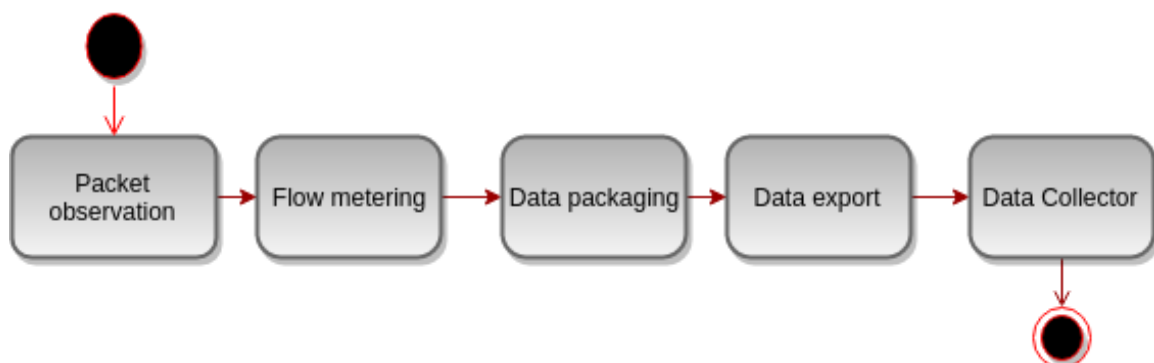 Packet
observation
Flow metering
Data packaging
Data export
Data Collector